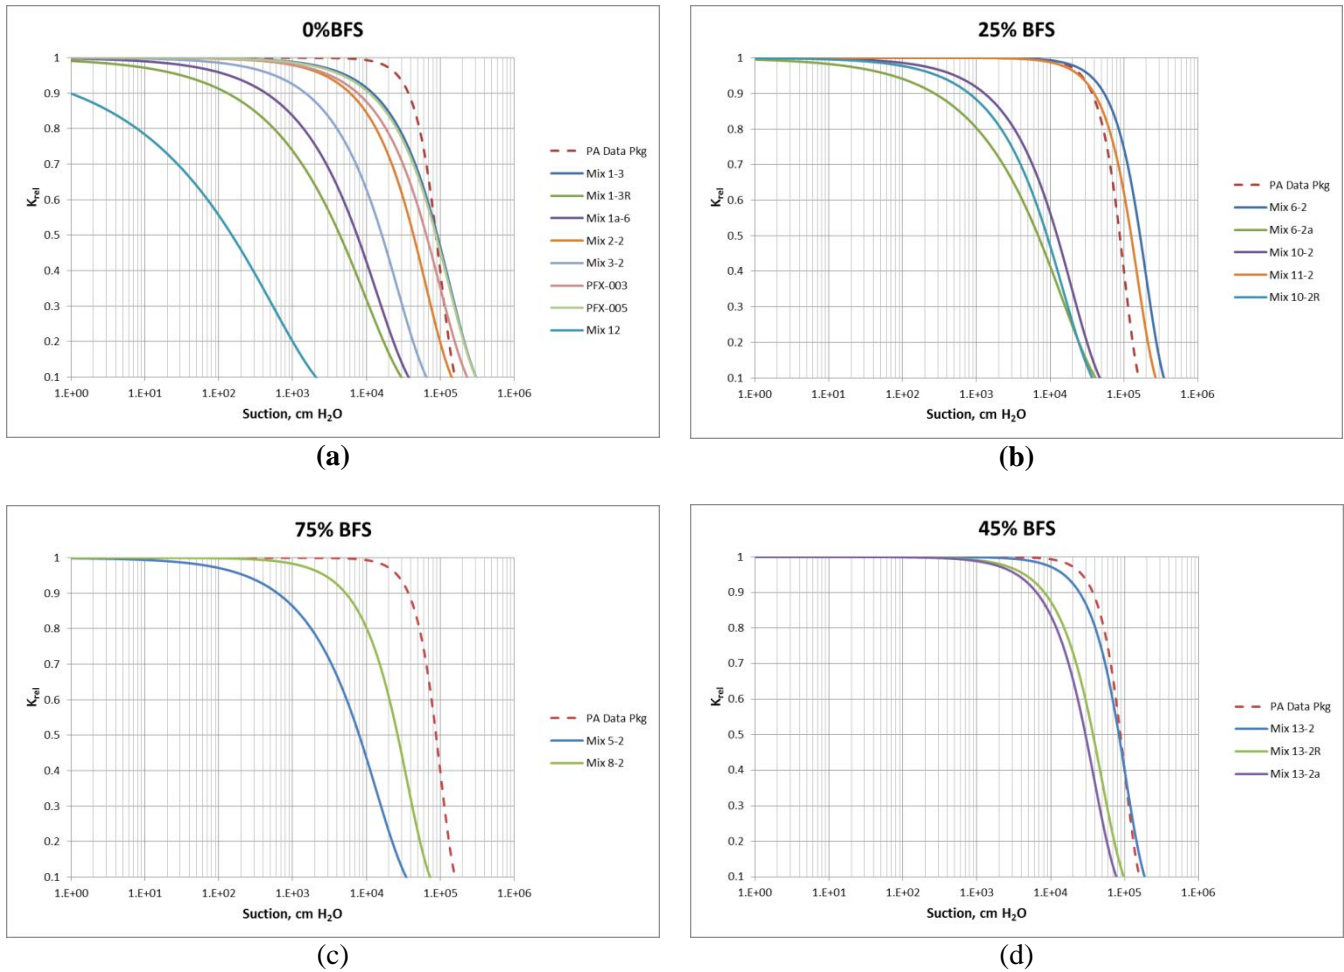 0%BFS
1
0.9
0.8
0.7
0.6
0.5
0.4
0.3
0.2
0.1
K_rel
1.E+00 1.E+01 1.E+02 1.E+03 1.E+04 1.E+05 1.E+06
Suction, cm H₂O
PA Data Pkg
Mix 1-3
Mix 1-3R
Mix 1a-6
Mix 2-2
Mix 3-2
PFX-003
PFX-005
Mix 12
(a)
25% BFS
1
0.9
0.8
0.7
0.6
0.5
0.4
0.3
0.2
0.1
K_rel
1.E+00 1.E+01 1.E+02 1.E+03 1.E+04 1.E+05 1.E+06
Suction, cm H₂O
PA Data Pkg
Mix 6-2
Mix 6-2a
Mix 10-2
Mix 11-2
Mix 10-2R
(b)
75% BFS
1
0.9
0.8
0.7
0.6
0.5
0.4
0.3
0.2
0.1
K_rel
1.E+00 1.E+01 1.E+02 1.E+03 1.E+04 1.E+05 1.E+06
Suction, cm H₂O
PA Data Pkg
Mix 5-2
Mix 8-2
(c)
45% BFS
1
0.9
0.8
0.7
0.6
0.5
0.4
0.3
0.2
0.1
K_rel
1.E+00 1.E+01 1.E+02 1.E+03 1.E+04 1.E+05 1.E+06
Suction, cm H₂O
PA Data Pkg
Mix 13-2
Mix 13-2R
Mix 13-2a
(d)